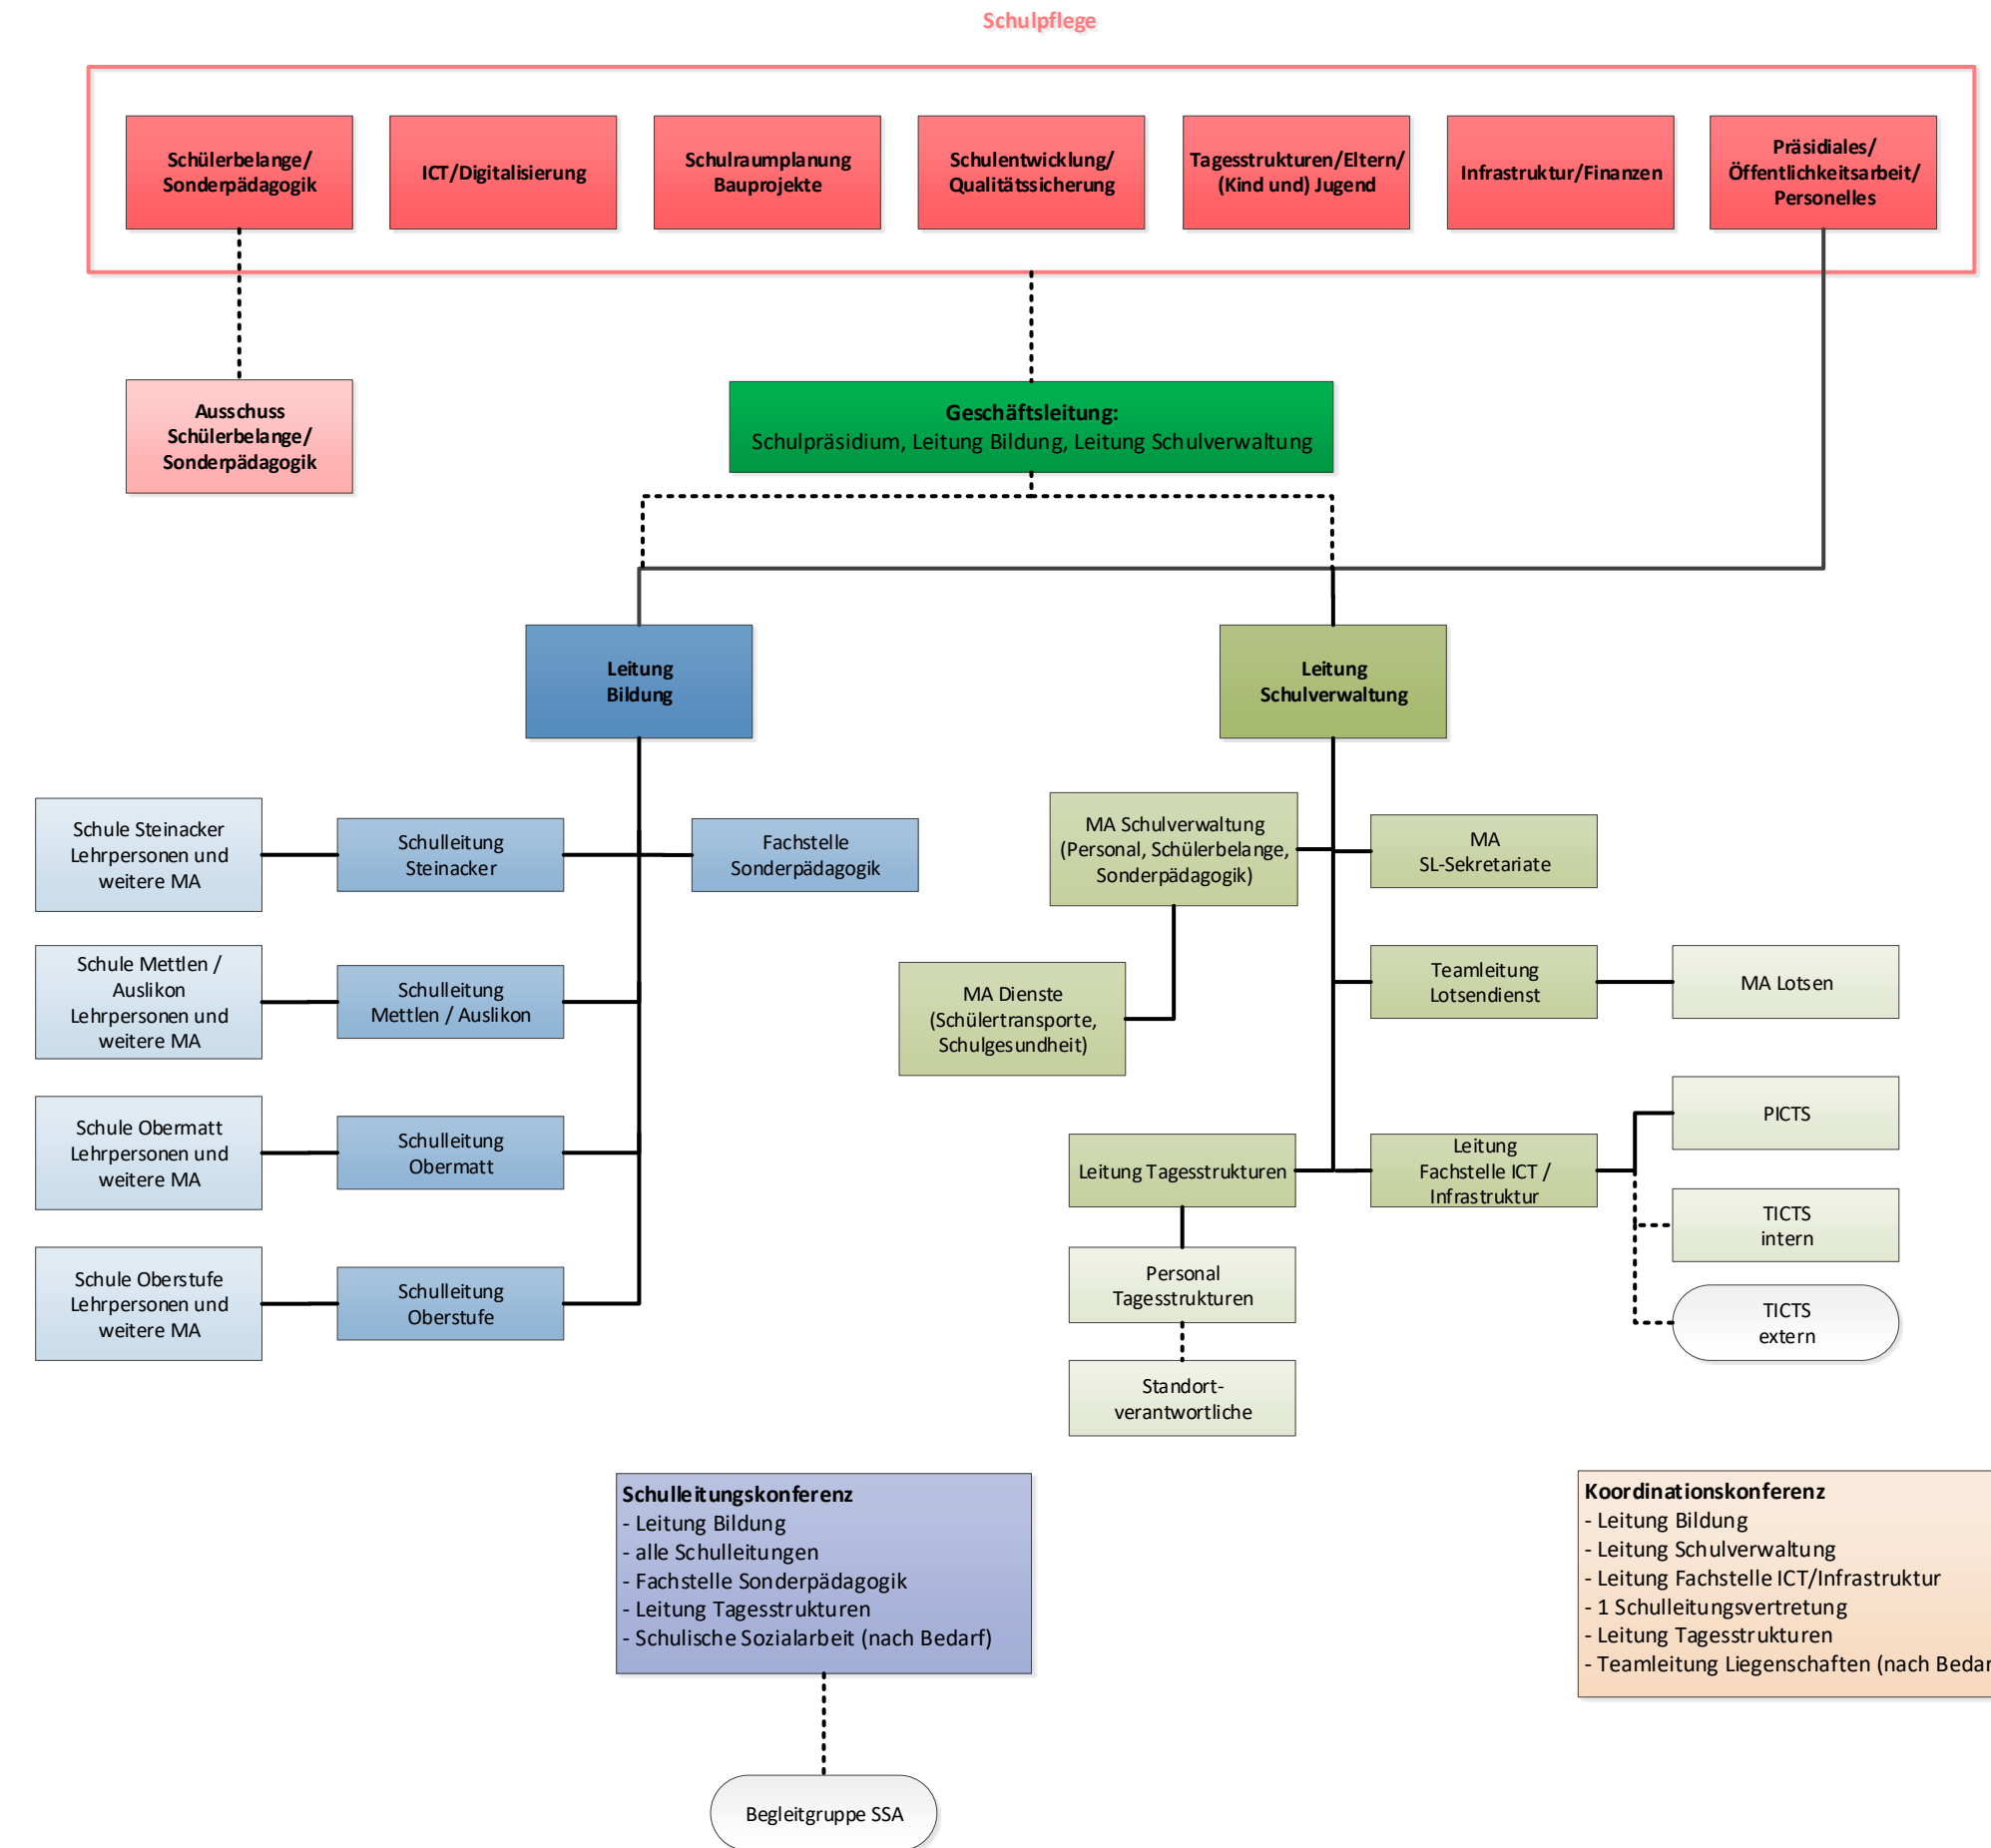 Schulpflege
Schülerbelange/
Sonderpädagogik
ICT/Digitalisierung
Schulraumplanung
Bauprojekte
Schulentwicklung/
Qualitätssicherung
Tagesstrukturen/Eltern/
(Kind und) Jugend
Infrastruktur/Finanzen
Präsidiales/
Öffentlichkeitsarbeit/
Personelles
Ausschuss
Schülerbelange/
Sonderpädagogik
Geschäftsleitung:
Schulpräsidium, Leitung Bildung, Leitung Schulverwaltung
Leitung
Bildung
Leitung
Schulverwaltung
Schule Steinacker
Lehrpersonen und
weitere MA
Schulleitung
Steinacker
Fachstelle
Sonderpädagogik
MA Schulverwaltung
(Personal, Schülerbelange,
Sonderpädagogik)
MA
SL-Sekretariate
Schule Mettlen /
Auslikon
Lehrpersonen und
weitere MA
Schulleitung
Mettlen / Auslikon
MA Dienste
(Schülertransporte,
Schulgesundheit)
Teamleitung
Lotsendienst
MA Lotsen
Schule Obermatt
Lehrpersonen und
weitere MA
Schulleitung
Obermatt
Leitung Tagesstrukturen
Leitung
Fachstelle ICT /
Infrastruktur
PICTS
TICTS
intern
TICTS
extern
Schule Oberstufe
Lehrpersonen und
weitere MA
Schulleitung
Oberstufe
Personal
Tagesstrukturen
Standort-
verantwortliche
Schulleitungskonferenz
- Leitung Bildung
- alle Schulleitungen
- Fachstelle Sonderpädagogik
- Leitung Tagesstrukturen
- Schulische Sozialarbeit (nach Bedarf)
Koordinationskonferenz
- Leitung Bildung
- Leitung Schulverwaltung
- Leitung Fachstelle ICT/Infrastruktur
- 1 Schulleitungsvertretung
- Leitung Tagesstrukturen
- Teamleitung Liegenschaften (nach Bedar
Begleitgruppe SSA